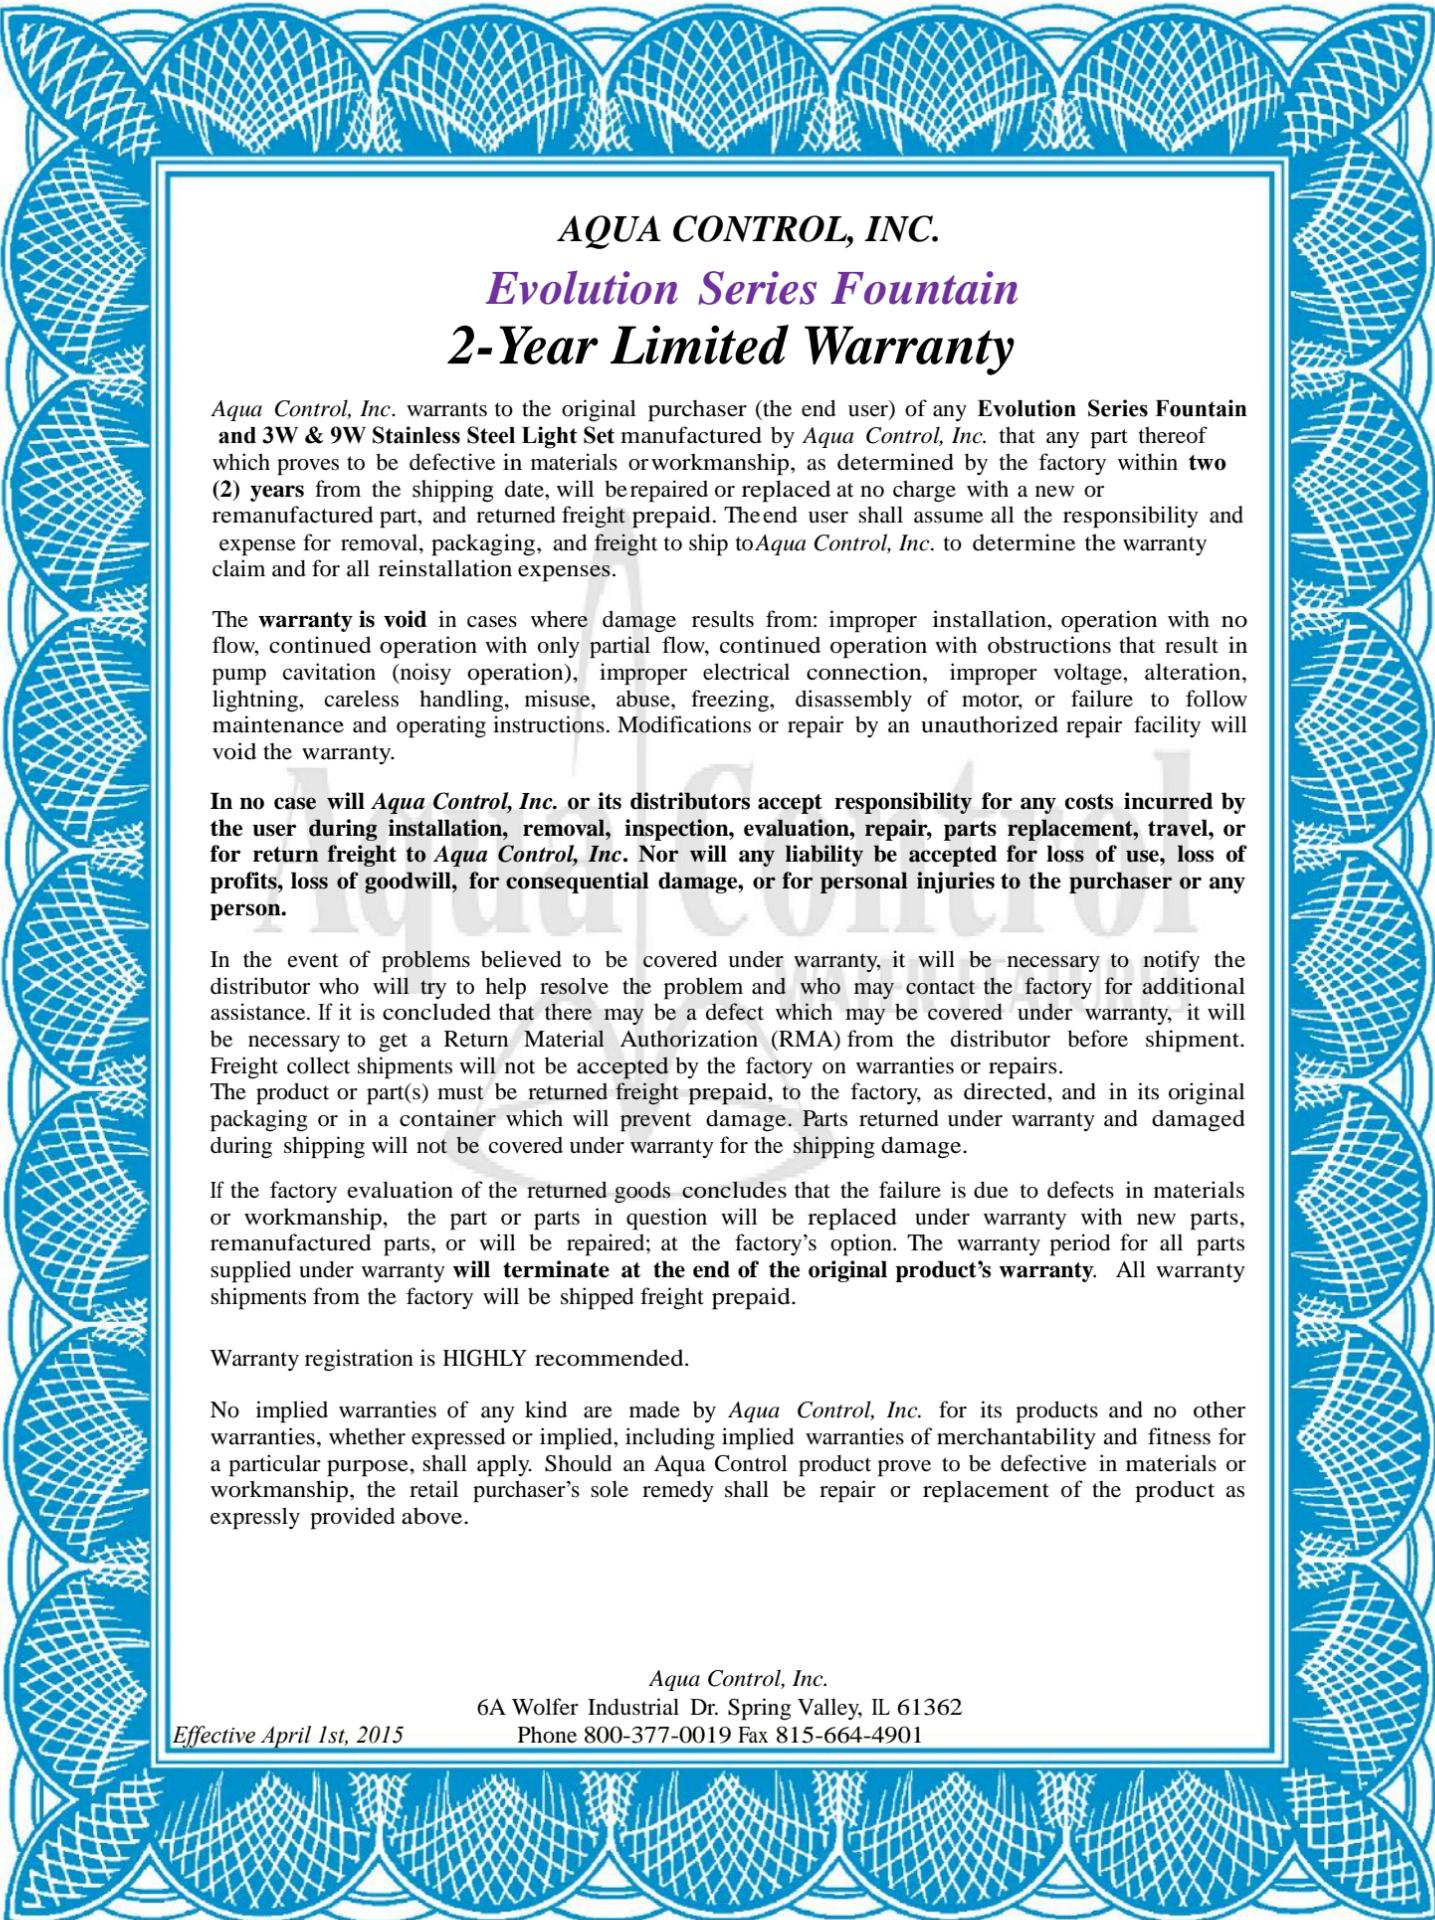 AQUA CONTROL, INC.
Evolution Series Fountain
2-Year Limited Warranty
Aqua Control, Inc. warrants to the original purchaser (the end user) of any Evolution Series Fountain
and 3W & 9W Stainless Steel Light Set manufactured by Aqua Control, Inc. that any part thereof
which proves to be defective in materials or workmanship, as determined by the factory within two
(2) years from the shipping date, will be repaired or replaced at no charge with a new or
remanufactured part, and returned freight prepaid. The end user shall assume all the responsibility and
expense for removal, packaging, and freight to ship to Aqua Control, Inc. to determine the warranty
claim and for all reinstallation expenses.
The warranty is void in cases where damage results from: improper installation, operation with no
flow, continued operation with only partial flow, continued operation with obstructions that result in
pump cavitation (noisy operation), improper electrical connection, improper voltage, alteration,
lightning, careless handling, misuse, abuse, freezing, disassembly of motor, or failure to follow
maintenance and operating instructions. Modifications or repair by an unauthorized repair facility will
void the warranty.
In no case will Aqua Control, Inc. or its distributors accept responsibility for any costs incurred by
the user during installation, removal, inspection, evaluation, repair, parts replacement, travel, or
for return freight to Aqua Control, Inc. Nor will any liability be accepted for loss of use, loss of
profits, loss of goodwill, for consequential damage, or for personal injuries to the purchaser or any
person.
Aqua Control
WATER FEATURES
In the event of problems believed to be covered under warranty, it will be necessary to notify the
distributor who will try to help resolve the problem and who may contact the factory for additional
assistance. If it is concluded that there may be a defect which may be covered under warranty, it will
be necessary to get a Return Material Authorization (RMA) from the distributor before shipment.
Freight collect shipments will not be accepted by the factory on warranties or repairs.
The product or part(s) must be returned freight prepaid, to the factory, as directed, and in its original
packaging or in a container which will prevent damage. Parts returned under warranty and damaged
during shipping will not be covered under warranty for the shipping damage.
If the factory evaluation of the returned goods concludes that the failure is due to defects in materials
or workmanship, the part or parts in question will be replaced under warranty with new parts,
remanufactured parts, or will be repaired; at the factory's option. The warranty period for all parts
supplied under warranty will terminate at the end of the original product's warranty. All warranty
shipments from the factory will be shipped freight prepaid.
Warranty registration is HIGHLY recommended.
No implied warranties of any kind are made by Aqua Control, Inc. for its products and no other
warranties, whether expressed or implied, including implied warranties of merchantability and fitness for
a particular purpose, shall apply. Should an Aqua Control product prove to be defective in materials or
workmanship, the retail purchaser's sole remedy shall be repair or replacement of the product as
expressly provided above.
Aqua Control, Inc.
6A Wolfer Industrial Dr. Spring Valley, IL 61362
Effective April 1st, 2015 Phone 800-377-0019 Fax 815-664-4901